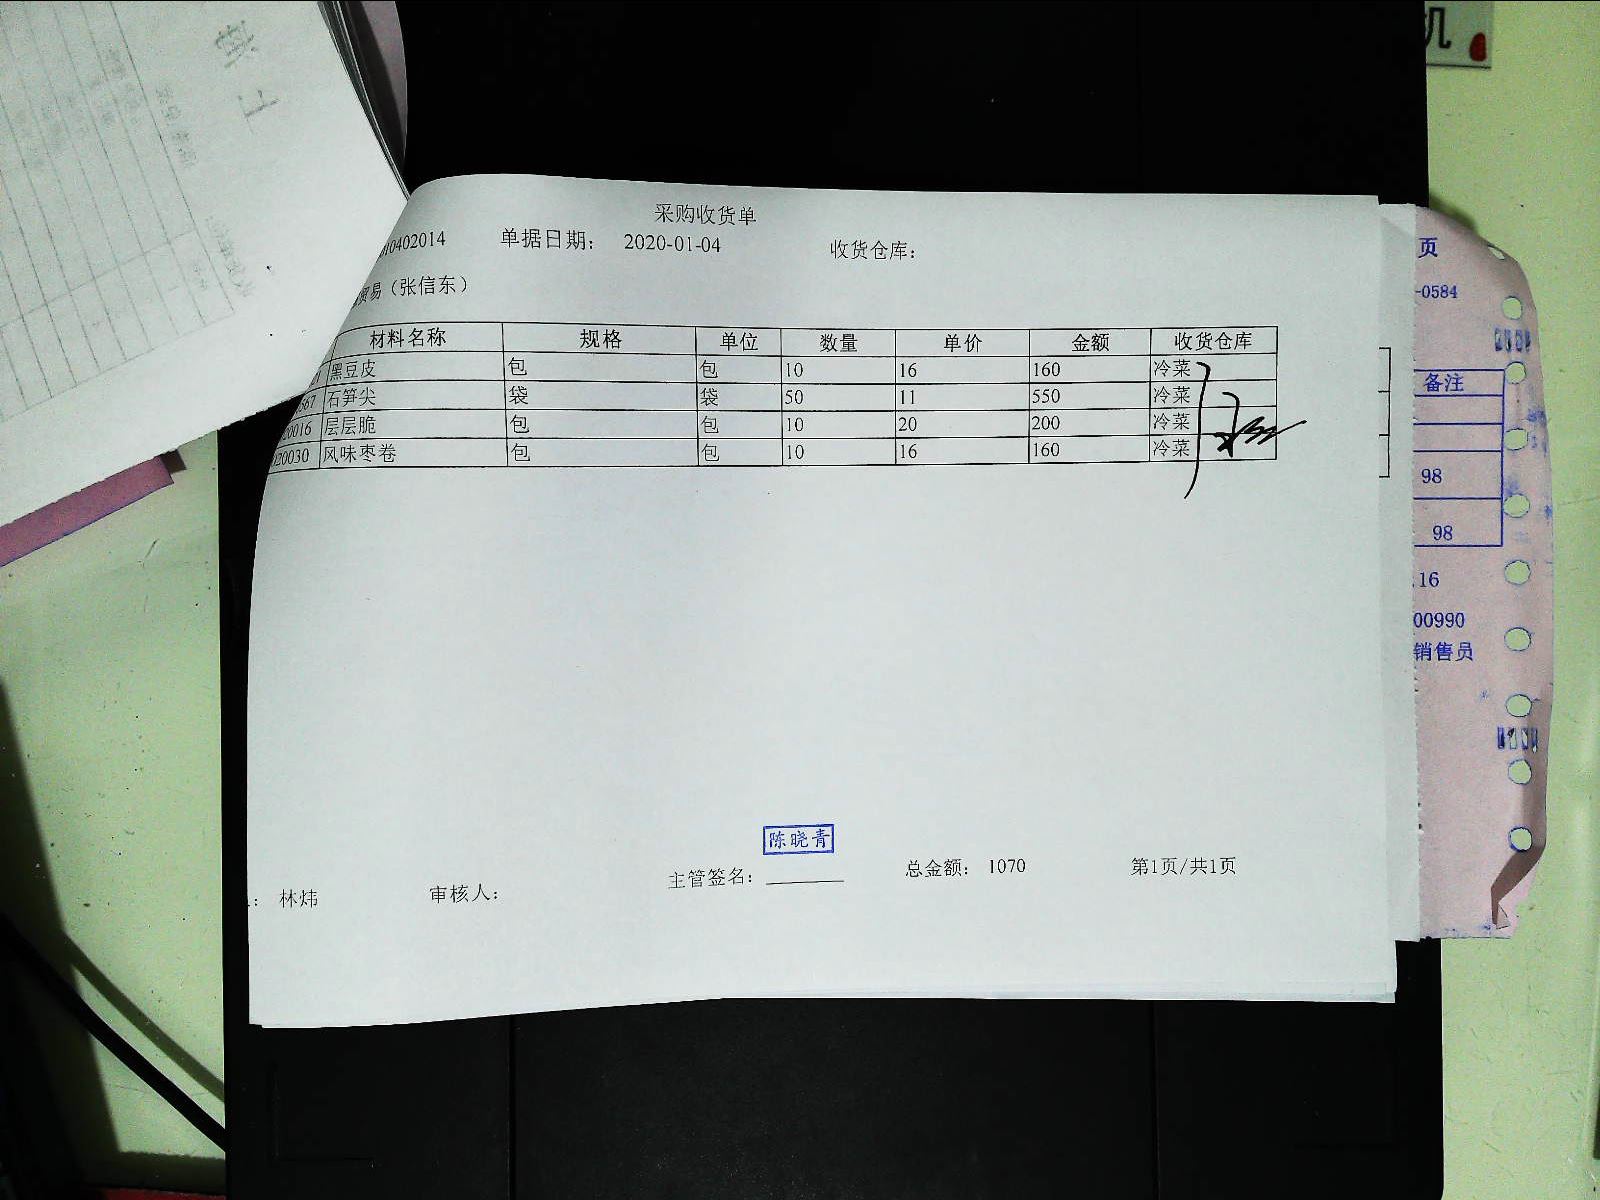 采购收货单
0402014 单据日期： 2020-01-04 收货仓库：
贸易（张信东）
材料名称 规格 单位 数量 单价 金额 收货仓库
黑豆皮 包 包 10 16 160 冷菜
567 石笋尖 袋 袋 50 11 550 冷菜
20016 层层脆 包 包 10 20 200 冷菜
20030 风味枣卷 包 包 10 16 160 冷菜
陈晓青
： 林炜 审核人： 主管签名： 总金额： 1070 第1页/共1页
页
-0584
备注
98
98
.16
00990
销售员
机